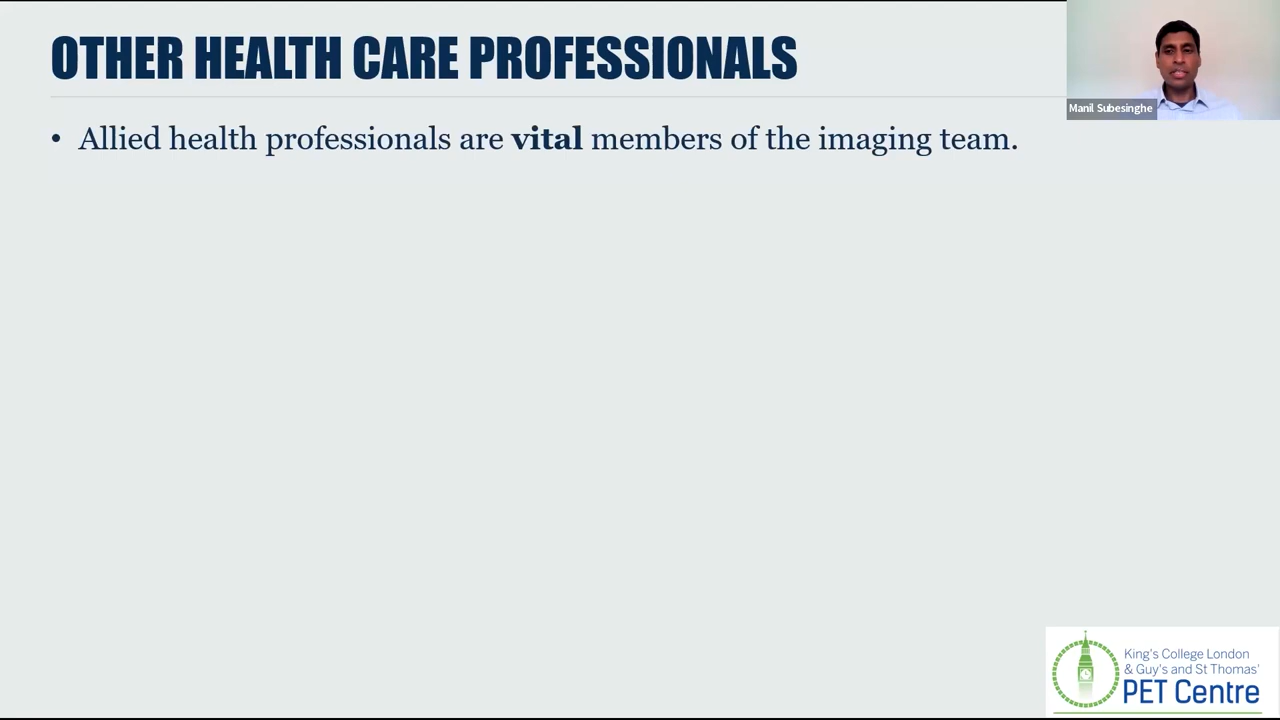 OTHER HEALTH CARE PROFESSIONALS
Manil Subesinghe
• Allied health professionals are vital members of the imaging team.
King's College London
& Guy's and St Thomas'
PET Centre